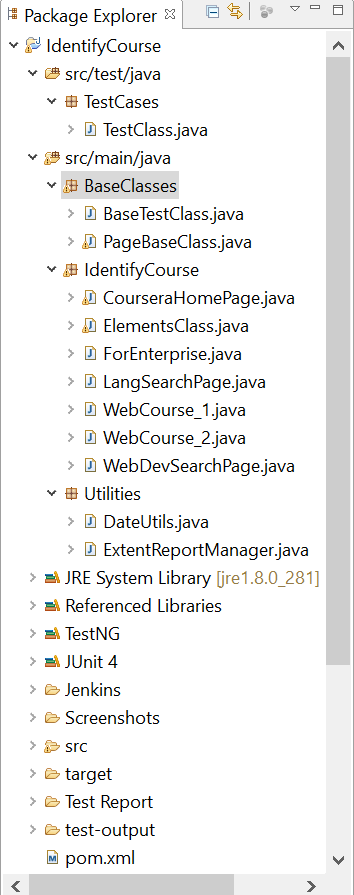 Package Explorer
IdentifyCourse
src/test/java
TestCases
TestClass.java
src/main/java
BaseClasses
BaseTestClass.java
PageBaseClass.java
IdentifyCourse
CourseraHomePage.java
ElementsClass.java
ForEnterprise.java
LangSearchPage.java
WebCourse_1.java
WebCourse_2.java
WebDevSearchPage.java
Utilities
DateUtils.java
ExtentReportManager.java
JRE System Library [jre1.8.0_281]
Referenced Libraries
TestNG
JUnit 4
Jenkins
Screenshots
src
target
Test Report
test-output
pom.xml